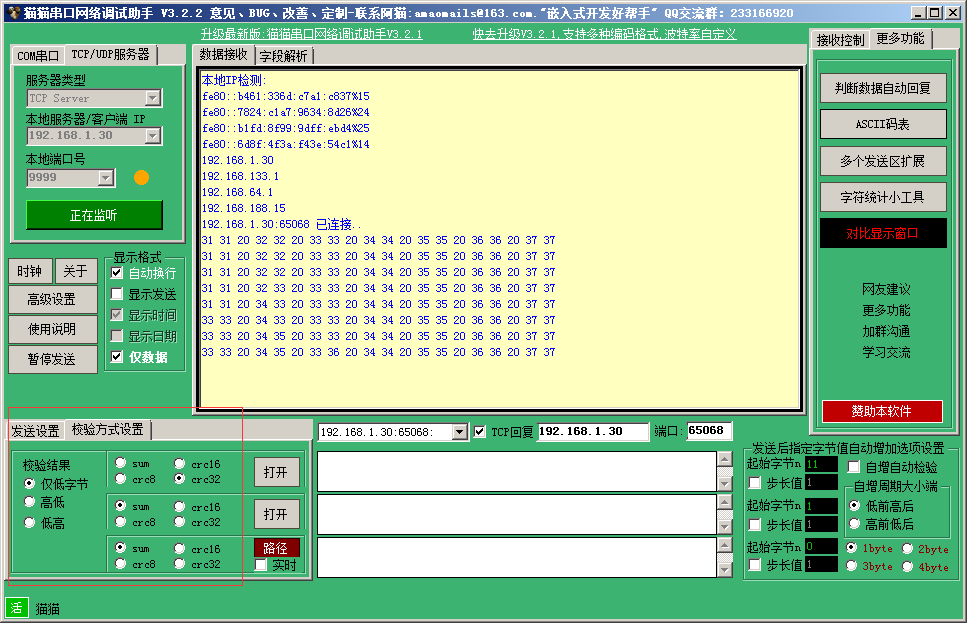 猫猫串口网络调试助手 V3.2.2 意见、BUG、改善、定制-联系阿猫:amaomails@163.com."嵌入式开发好帮手" QQ交流群: 233166920
升级最新版:猫猫串口网络调试助手V3.2.1 快去升级V3.2.1,支持多种编码格式,波特率自定义
COM串口 TCP/UDP服务器
服务器类型
TCP Server
本地服务器/客户端 IP
192.168.1.30
本地端口号
9999
正在监听
时钟 关于
高级设置
使用说明
暂停发送
显示格式
自动换行
显示发送
显示时间
显示日期
仅数据
数据接收 字段解析
本地IP检测:
fe80::b461:336d:c7a1:c837%15
fe80::7824:c1a7:9634:8d26%24
fe80::b1fd:8f99:9dff:ebd4%25
fe80::6d8f:4f3a:f43e:54c1%14
192.168.1.30
192.168.133.1
192.168.64.1
192.168.188.15
192.168.1.30:65068 已连接..
31 31 20 32 32 20 33 33 20 34 34 20 35 35 20 36 36 20 37 37
31 31 20 32 32 20 33 33 20 34 34 20 35 35 20 36 36 20 37 37
31 31 20 32 32 20 33 33 20 34 34 20 35 35 20 36 36 20 37 37
31 31 20 33 32 20 33 33 20 34 34 20 35 35 20 36 36 20 37 37
31 31 20 34 33 20 33 33 20 34 34 20 35 35 20 36 36 20 37 37
33 33 20 34 33 20 33 34 20 34 34 20 35 35 20 36 36 20 37 37
33 33 20 34 35 20 33 34 20 34 34 20 35 35 20 36 36 20 37 37
33 33 20 34 35 20 33 36 20 34 34 20 35 35 20 36 36 20 37 37
接收控制 更多功能
判断数据自动回复
ASCII码表
多个发送区扩展
字符统计小工具
对比显示窗口
网友建议
更多功能
加群沟通
学习交流
赞助本软件
发送设置 校验方式设置
校验结果
仅低字节
高低
低高
sum crc16
crc8 crc32
打开
sum crc16
crc8 crc32
打开
sum crc16
crc8 crc32
路径
实时
192.168.1.30:65068: TCP回复 192.168.1.30 端口: 65068
发送后指定字节值自动增加选项设置
起始字节n 11
步长值 1
起始字节n 1
步长值 1
起始字节n 0
步长值 1
自增自动检验
自增周期大小端
低前高后
高前低后
1byte 2byte
3byte 4byte
活 猫猫